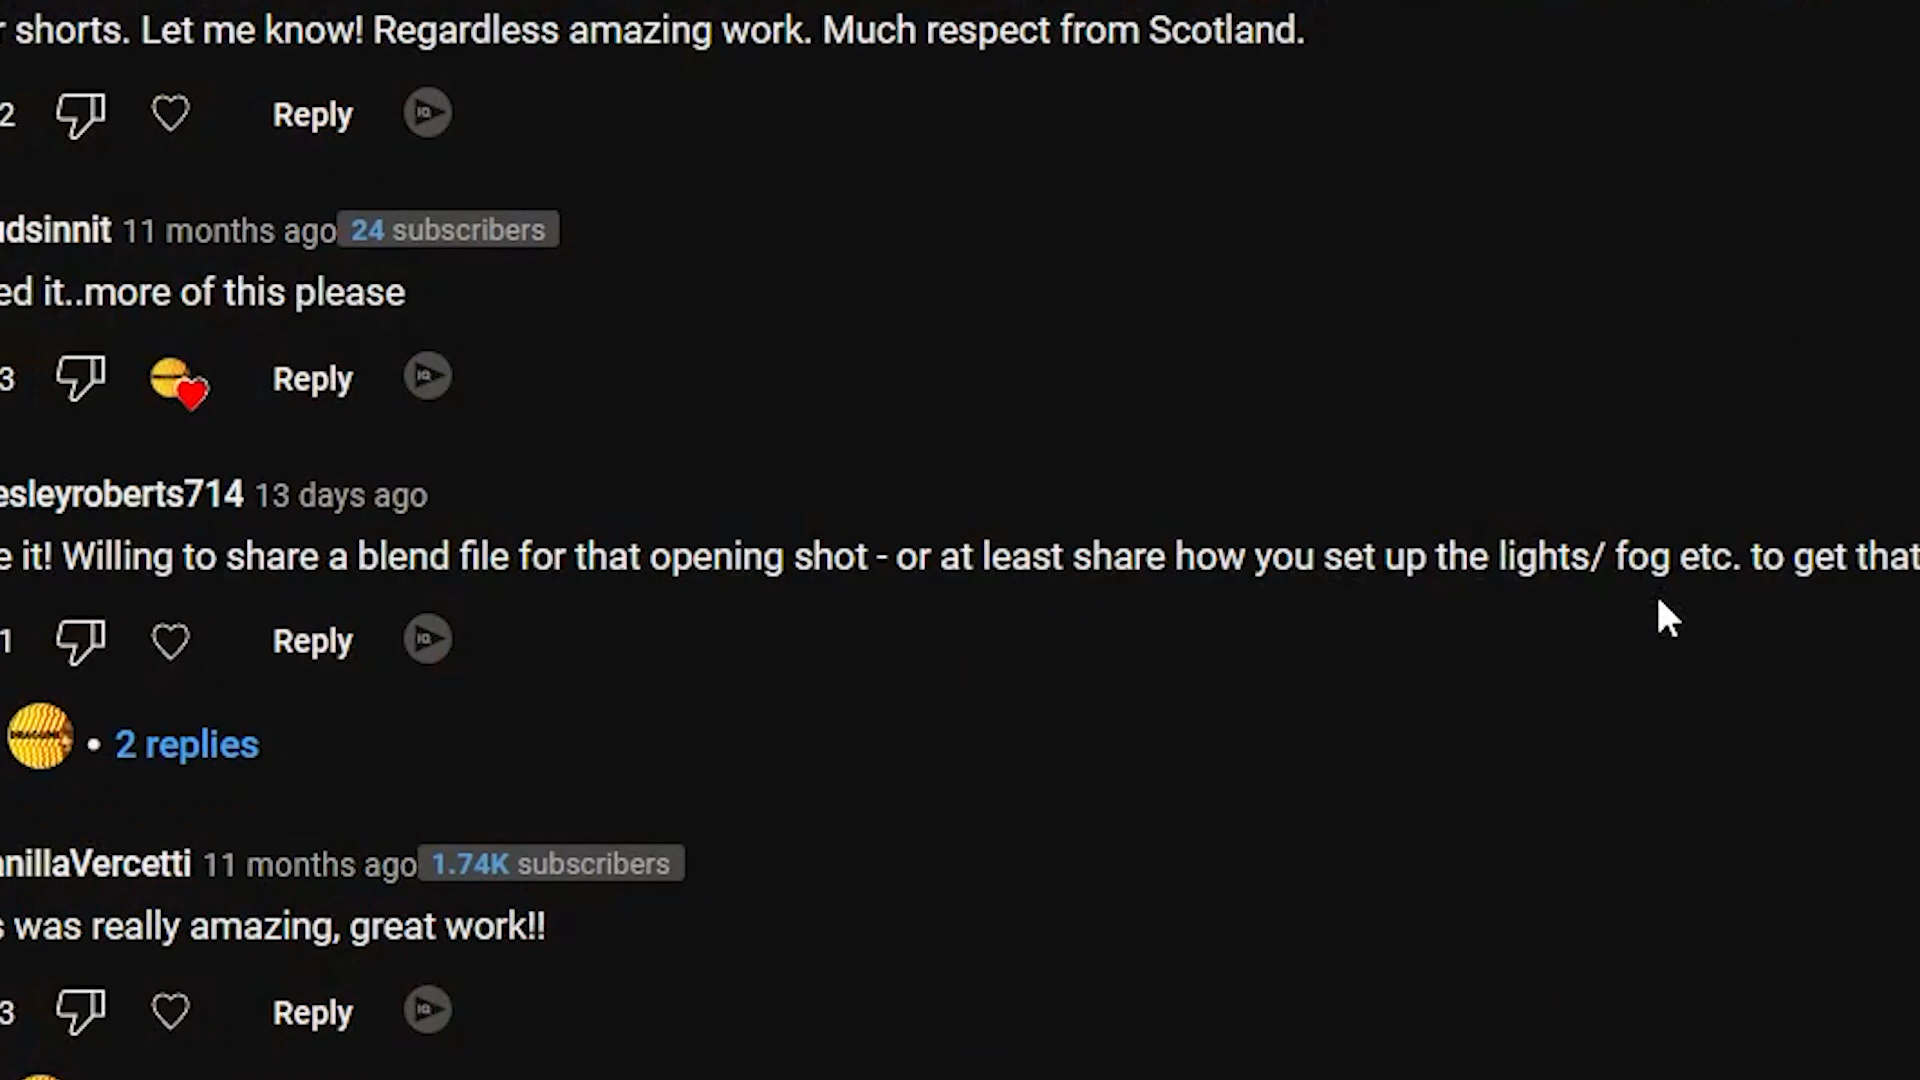 shorts. Let me know! Regardless amazing work. Much respect from Scotland.
2 Reply
dsinnit 11 months ago 24 subscribers
ed it..more of this please
3 Reply
esleyroberts714 13 days ago
e it! Willing to share a blend file for that opening shot - or at least share how you set up the lights/ fog etc. to get that
1 Reply
• 2 replies
nillaVercetti 11 months ago 1.74K subscribers
s was really amazing, great work!!
3 Reply